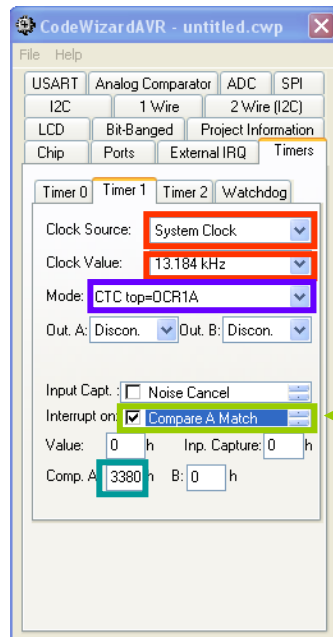 CodeWizardAVR - untitled.cwp
File Help
USART Analog Comparator ADC SPI
I2C 1 Wire 2 Wire (I2C)
LCD Bit-Banged Project Information
Chip Ports External IRQ Timers
Timer 0 Timer 1 Timer 2 Watchdog
Clock Source: System Clock
Clock Value: 13.184 kHz
Mode: CTC top=OCR1A
Out. A: Discon. Out. B: Discon.
Input Capt. : Noise Cancel
Interrupt on: Compare A Match
Value: 0 h Inp. Capture: 0 h
Comp. A 3380 h B: 0 h